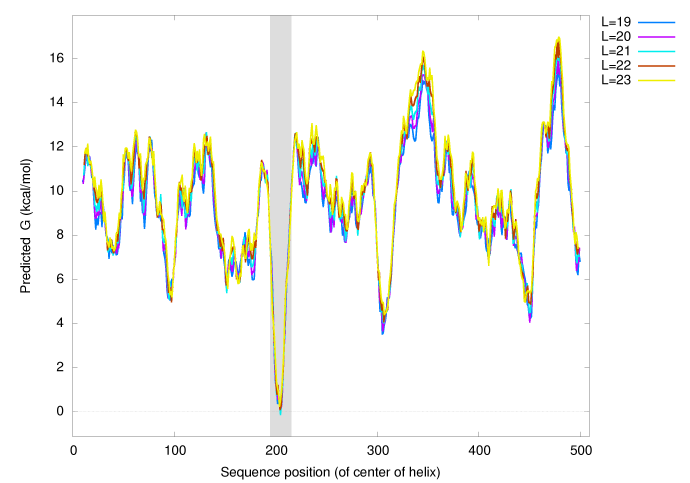 L=19
L=20
L=21
L=22
L=23
16
14
12
10
8
6
4
2
0
Predicted G (kcal/mol)
0 100 200 300 400 500
Sequence position (of center of helix)